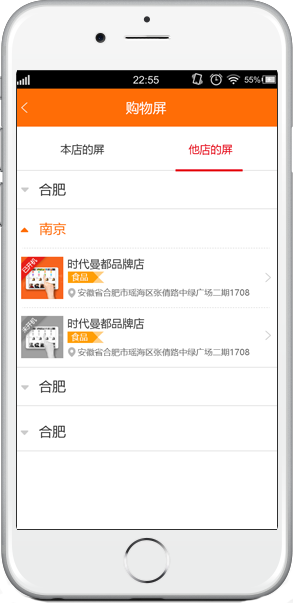 22:55
55%
购物屏
本店的屏
他店的屏
合肥
南京
已开机
时代曼都品牌店
食品
安徽省合肥市瑶海区张倩路中绿广场二期1708
未开机
时代曼都品牌店
食品
安徽省合肥市瑶海区张倩路中绿广场二期1708
合肥
合肥